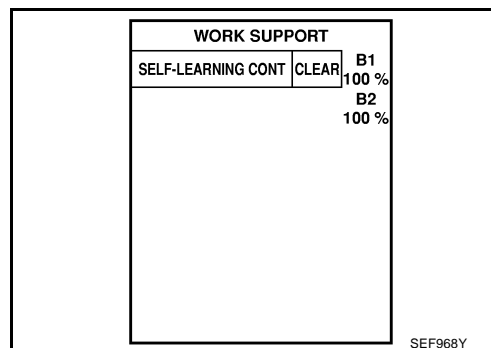 WORK SUPPORT
SELF-LEARNING CONT CLEAR B1
100 %
B2
100 %
SEF968Y